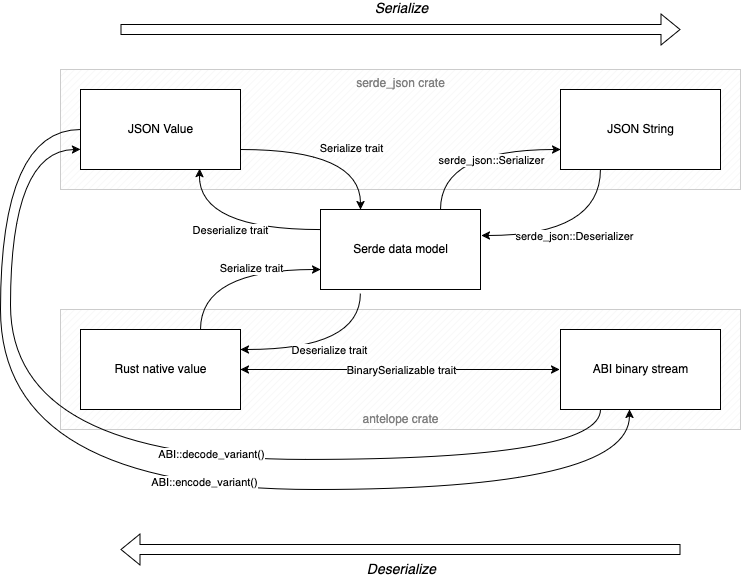 Serialize
serde_json crate
JSON Value
JSON String
Serialize trait
serde_json::Serializer
Deserialize trait
serde_json::Deserializer
Serde data model
Serialize trait
Deserialize trait
Rust native value
BinarySerializable trait
ABI binary stream
antelope crate
ABI::decode_variant()
ABI::encode_variant()
Deserialize